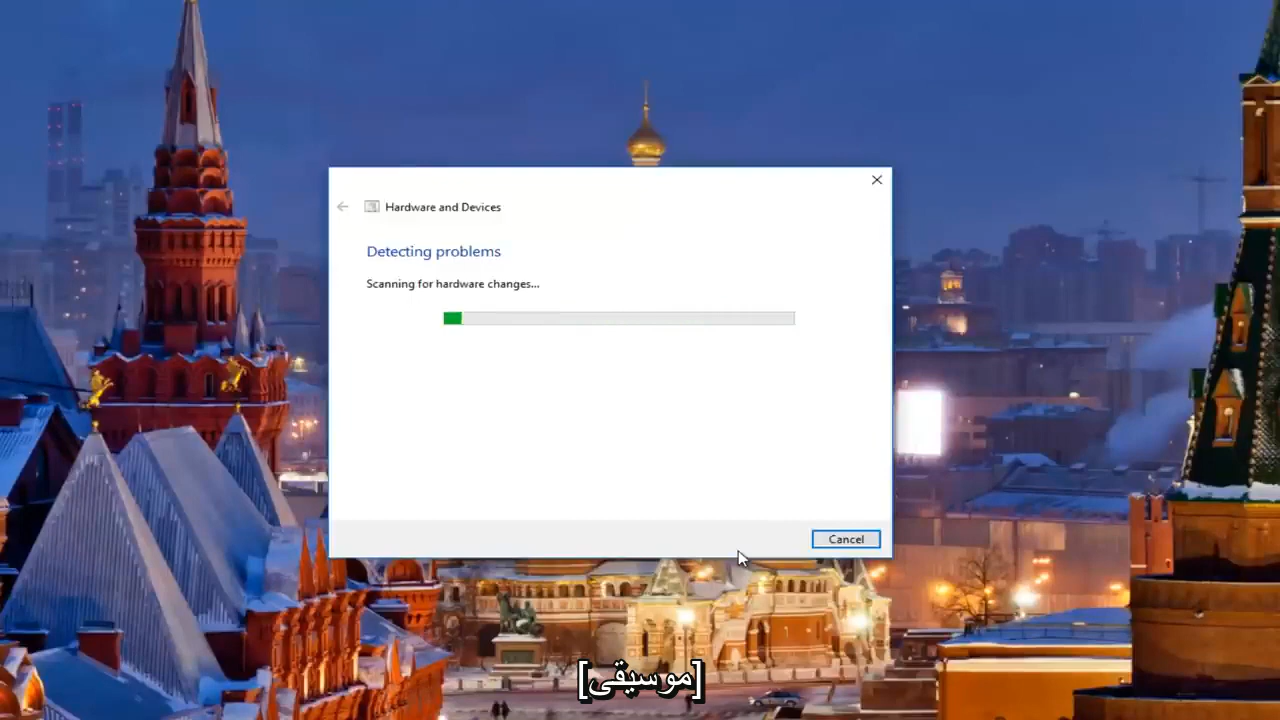 Hardware and Devices
Detecting problems
Scanning for hardware changes...
Cancel
[موسيقى]